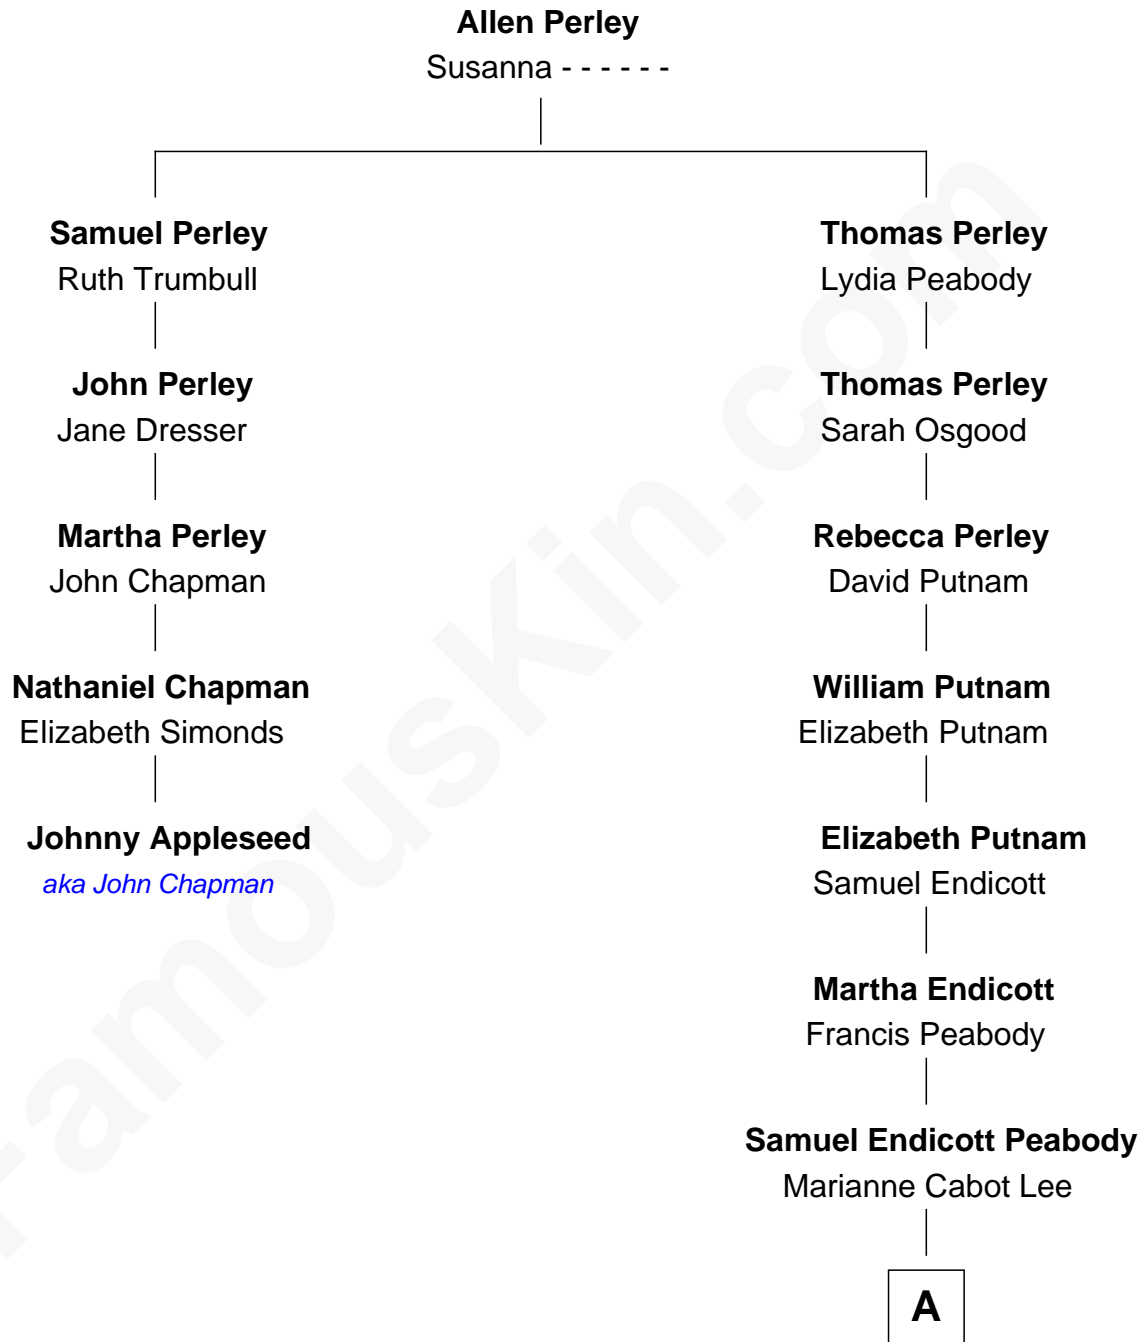 Allen Perley
Susanna - - - - - -
Samuel Perley
Ruth Trumbull
John Perley
Jane Dresser
Martha Perley
John Chapman
Nathaniel Chapman
Elizabeth Simonds
Johnny Appleseed
aka John Chapman
Thomas Perley
Lydia Peabody
Thomas Perley
Sarah Osgood
Rebecca Perley
David Putnam
William Putnam
Elizabeth Putnam
Elizabeth Putnam
Samuel Endicott
Martha Endicott
Francis Peabody
Samuel Endicott Peabody
Marianne Cabot Lee
A
FamousKin.com